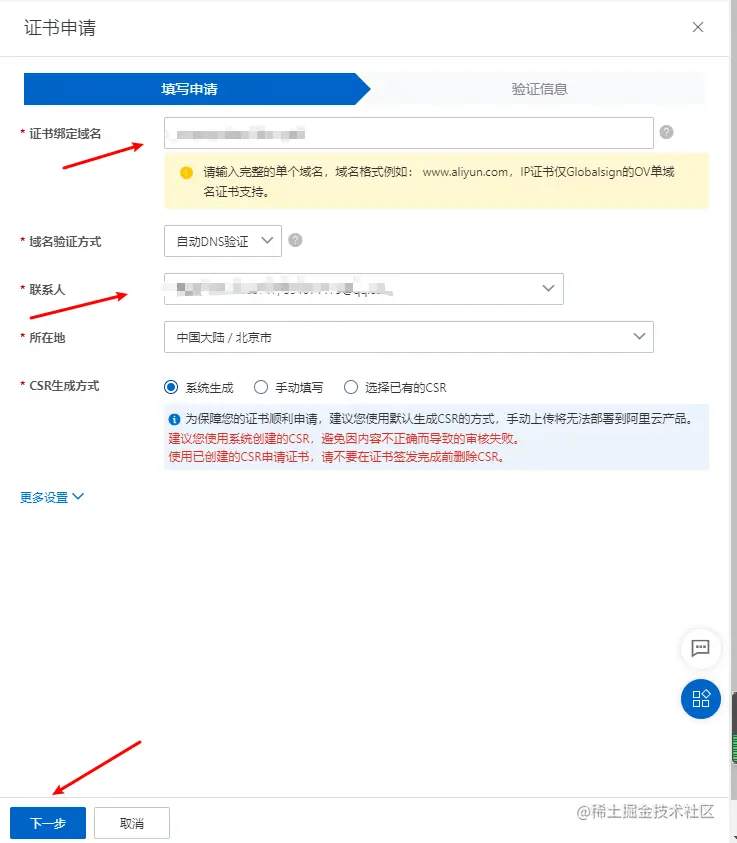 证书申请
填写申请
验证信息
* 证书绑定域名
请输入完整的单个域名，域名格式例如： www.aliyun.com，IP证书仅Globalsign的OV单域
名证书支持。
* 域名验证方式
自动DNS验证
* 联系人
* 所在地
中国大陆 / 北京市
* CSR生成方式
系统生成 手动填写 选择已有的CSR
为保障您的证书顺利申请，建议您使用默认生成CSR的方式，手动上传将无法部署到阿里云产品。
建议您使用系统创建的CSR，避免因内容不正确而导致的审核失败。
使用已创建的CSR申请证书，请不要在证书签发完成前删除CSR。
更多设置
下一步
取消
@稀土掘金技术社区